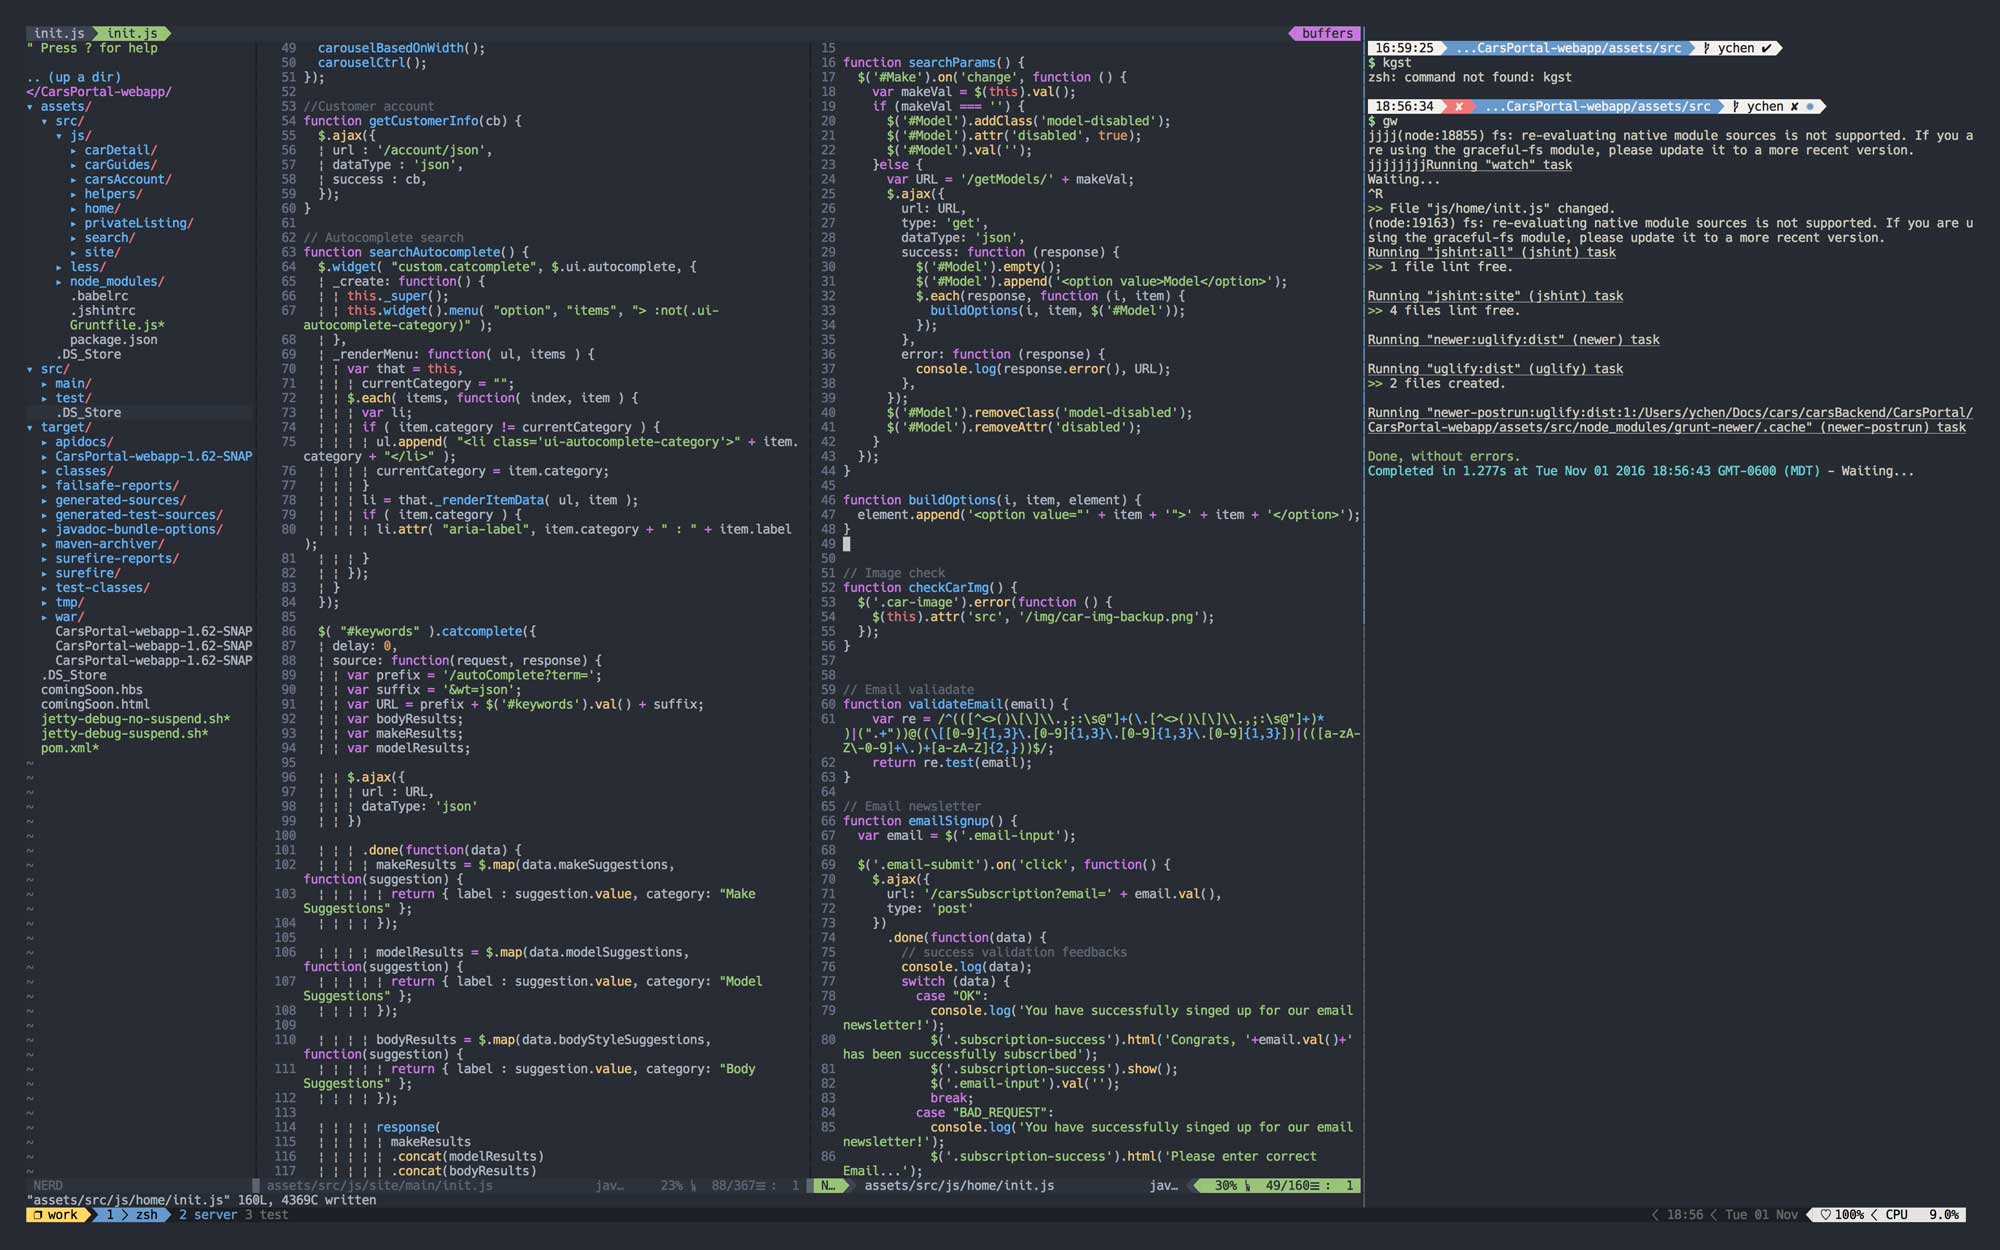 init.js init.js buffers
" Press ? for help
.. (up a dir)
</CarsPortal-webapp/
▾ assets/
▾ src/
▾ js/
▸ carDetail/
▸ carGuides/
▸ carsAccount/
▸ helpers/
▸ home/
▸ privateListing/
▸ search/
▸ site/
▸ less/
▸ node_modules/
.babelrc
.jshintrc
Gruntfile.js*
package.json
.DS_Store
▾ src/
▸ main/
▸ test/
.DS_Store
▾ target/
▸ apidocs/
▸ CarsPortal-webapp-1.62-SNAP
▸ classes/
▸ failsafe-reports/
▸ generated-sources/
▸ generated-test-sources/
▸ javadoc-bundle-options/
▸ maven-archiver/
▸ surefire-reports/
▸ surefire/
▸ test-classes/
▸ tmp/
▸ war/
CarsPortal-webapp-1.62-SNAP
CarsPortal-webapp-1.62-SNAP
CarsPortal-webapp-1.62-SNAP
.DS_Store
comingSoon.hbs
comingSoon.html
jetty-debug-no-suspend.sh*
jetty-debug-suspend.sh*
pom.xml*
NERD
49 carouselBasedOnWidth();
50 carouselCtrl();
51 });
52
53 //Customer account
54 function getCustomerInfo(cb) {
55 $.ajax({
56 ¦ url : '/account/json',
57 ¦ dataType : 'json',
58 ¦ success : cb,
59 });
60 }
61
62 // Autocomplete search
63 function searchAutocomplete() {
64 $.widget( "custom.catcomplete", $.ui.autocomplete, {
65 ¦ _create: function() {
66 ¦ ¦ this._super();
67 ¦ ¦ this.widget().menu( "option", "items", "> :not(.ui-
autocomplete-category)" );
68 ¦ },
69 ¦ _renderMenu: function( ul, items ) {
70 ¦ ¦ var that = this,
71 ¦ ¦ ¦ currentCategory = "";
72 ¦ ¦ $.each( items, function( index, item ) {
73 ¦ ¦ ¦ var li;
74 ¦ ¦ ¦ if ( item.category != currentCategory ) {
75 ¦ ¦ ¦ ¦ ul.append( "<li class='ui-autocomplete-category'>" + item.
category + "</li>" );
76 ¦ ¦ ¦ ¦ currentCategory = item.category;
77 ¦ ¦ ¦ }
78 ¦ ¦ ¦ li = that._renderItemData( ul, item );
79 ¦ ¦ ¦ if ( item.category ) {
80 ¦ ¦ ¦ ¦ li.attr( "aria-label", item.category + " : " + item.label
);
81 ¦ ¦ ¦ }
82 ¦ ¦ });
83 ¦ }
84 });
85
86 $( "#keywords" ).catcomplete({
87 ¦ delay: 0,
88 ¦ source: function(request, response) {
89 ¦ ¦ var prefix = '/autoComplete?term=';
90 ¦ ¦ var suffix = '&wt=json';
91 ¦ ¦ var URL = prefix + $('#keywords').val() + suffix;
92 ¦ ¦ var bodyResults;
93 ¦ ¦ var makeResults;
94 ¦ ¦ var modelResults;
95
96 ¦ ¦ $.ajax({
97 ¦ ¦ ¦ url : URL,
98 ¦ ¦ ¦ dataType: 'json'
99 ¦ ¦ })
100
101 ¦ ¦ ¦ .done(function(data) {
102 ¦ ¦ ¦ ¦ makeResults = $.map(data.makeSuggestions,
function(suggestion) {
103 ¦ ¦ ¦ ¦ ¦ return { label : suggestion.value, category: "Make
Suggestions" };
104 ¦ ¦ ¦ ¦ });
105
106 ¦ ¦ ¦ ¦ modelResults = $.map(data.modelSuggestions,
function(suggestion) {
107 ¦ ¦ ¦ ¦ ¦ return { label : suggestion.value, category: "Model
Suggestions" };
108 ¦ ¦ ¦ ¦ });
109
110 ¦ ¦ ¦ ¦ bodyResults = $.map(data.bodyStyleSuggestions,
function(suggestion) {
111 ¦ ¦ ¦ ¦ ¦ return { label : suggestion.value, category: "Body
Suggestions" };
112 ¦ ¦ ¦ ¦ });
113
114 ¦ ¦ ¦ ¦ response(
115 ¦ ¦ ¦ ¦ ¦ makeResults
116 ¦ ¦ ¦ ¦ ¦ .concat(modelResults)
117 ¦ ¦ ¦ ¦ ¦ .concat(bodyResults)
assets/src/js/site/main/init.js jav… 23% 88/367≡ : 1
15
16 function searchParams() {
17 $('#Make').on('change', function () {
18 var makeVal = $(this).val();
19 if (makeVal === '') {
20 $('#Model').addClass('model-disabled');
21 $('#Model').attr('disabled', true);
22 $('#Model').val('');
23 }else {
24 var URL = '/getModels/' + makeVal;
25 $.ajax({
26 url: URL,
27 type: 'get',
28 dataType: 'json',
29 success: function (response) {
30 $('#Model').empty();
31 $('#Model').append('<option value>Model</option>');
32 $.each(response, function (i, item) {
33 buildOptions(i, item, $('#Model'));
34 });
35 },
36 error: function (response) {
37 console.log(response.error(), URL);
38 },
39 });
40 $('#Model').removeClass('model-disabled');
41 $('#Model').removeAttr('disabled');
42 }
43 });
44 }
45
46 function buildOptions(i, item, element) {
47 element.append('<option value="' + item + '">' + item + '</option>');
48 }
49
50
51 // Image check
52 function checkCarImg() {
53 $('.car-image').error(function () {
54 $(this).attr('src', '/img/car-img-backup.png');
55 });
56 }
57
58
59 // Email valiadate
60 function validateEmail(email) {
61 var re = /^(([^<>()\[\]\\.,;:\s@"]+(\.[^<>()\[\]\\.,;:\s@"]+)*
)|(".+"))@((\[[0-9]{1,3}\.[0-9]{1,3}\.[0-9]{1,3}\.[0-9]{1,3}])|(([a-zA-
Z\-0-9]+\.)+[a-zA-Z]{2,}))$/;
62 return re.test(email);
63 }
64
65 // Email newsletter
66 function emailSignup() {
67 var email = $('.email-input');
68
69 $('.email-submit').on('click', function() {
70 $.ajax({
71 url: '/carsSubscription?email=' + email.val(),
72 type: 'post'
73 })
74 .done(function(data) {
75 // success validation feedbacks
76 console.log(data);
77 switch (data) {
78 case "OK":
79 console.log('You have successfully singed up for our email
newsletter!');
80 $('.subscription-success').html('Congrats, '+email.val()+'
has been successfully subscribed');
81 $('.subscription-success').show();
82 $('.email-input').val('');
83 break;
84 case "BAD_REQUEST":
85 console.log('You have successfully singed up for our email
newsletter!');
86 $('.subscription-success').html('Please enter correct
Email...');
N… assets/src/js/home/init.js jav… 30% 49/160≡ : 1
16:59:25 ...CarsPortal-webapp/assets/src ychen ✔
$ kgst
zsh: command not found: kgst
18:56:34 ✘ ...CarsPortal-webapp/assets/src ychen ✘ ●
$ gw
jjjj(node:18855) fs: re-evaluating native module sources is not supported. If you a
re using the graceful-fs module, please update it to a more recent version.
jjjjjjjjRunning "watch" task
Waiting...
^R
>> File "js/home/init.js" changed.
(node:19163) fs: re-evaluating native module sources is not supported. If you are u
sing the graceful-fs module, please update it to a more recent version.
Running "jshint:all" (jshint) task
>> 1 file lint free.
Running "jshint:site" (jshint) task
>> 4 files lint free.
Running "newer:uglify:dist" (newer) task
Running "uglify:dist" (uglify) task
>> 2 files created.
Running "newer-postrun:uglify:dist:1:/Users/ychen/Docs/cars/carsBackend/CarsPortal/
CarsPortal-webapp/assets/src/node_modules/grunt-newer/.cache" (newer-postrun) task
Done, without errors.
Completed in 1.277s at Tue Nov 01 2016 18:56:43 GMT-0600 (MDT) - Waiting...
"assets/src/js/home/init.js" 160L, 4369C written
work 1 zsh 2 server 3 test 18:56 Tue 01 Nov ♡ 100% CPU 9.0%